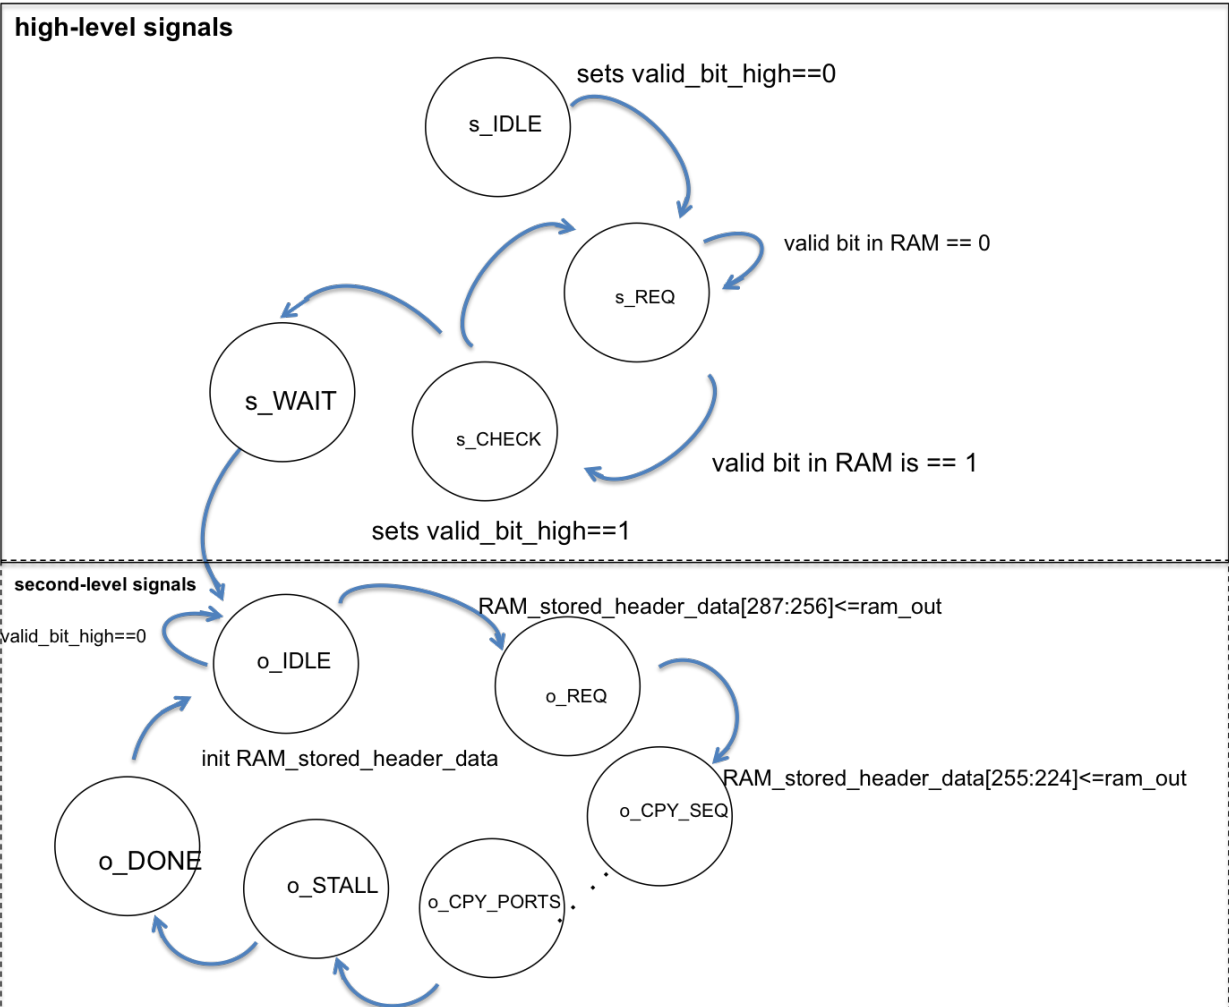 high-level signals
sets valid_bit_high==0
s_IDLE
valid bit in RAM == 0
s_REQ
s_WAIT
s_CHECK
valid bit in RAM is == 1
sets valid_bit_high==1
second-level signals
RAM_stored_header_data[287:256]<=ram_out
valid_bit_high==0
o_IDLE
o_REQ
init RAM_stored_header_data
RAM_stored_header_data[255:224]<=ram_out
o_CPY_SEQ
o_DONE
o_STALL
o_CPY_PORTS